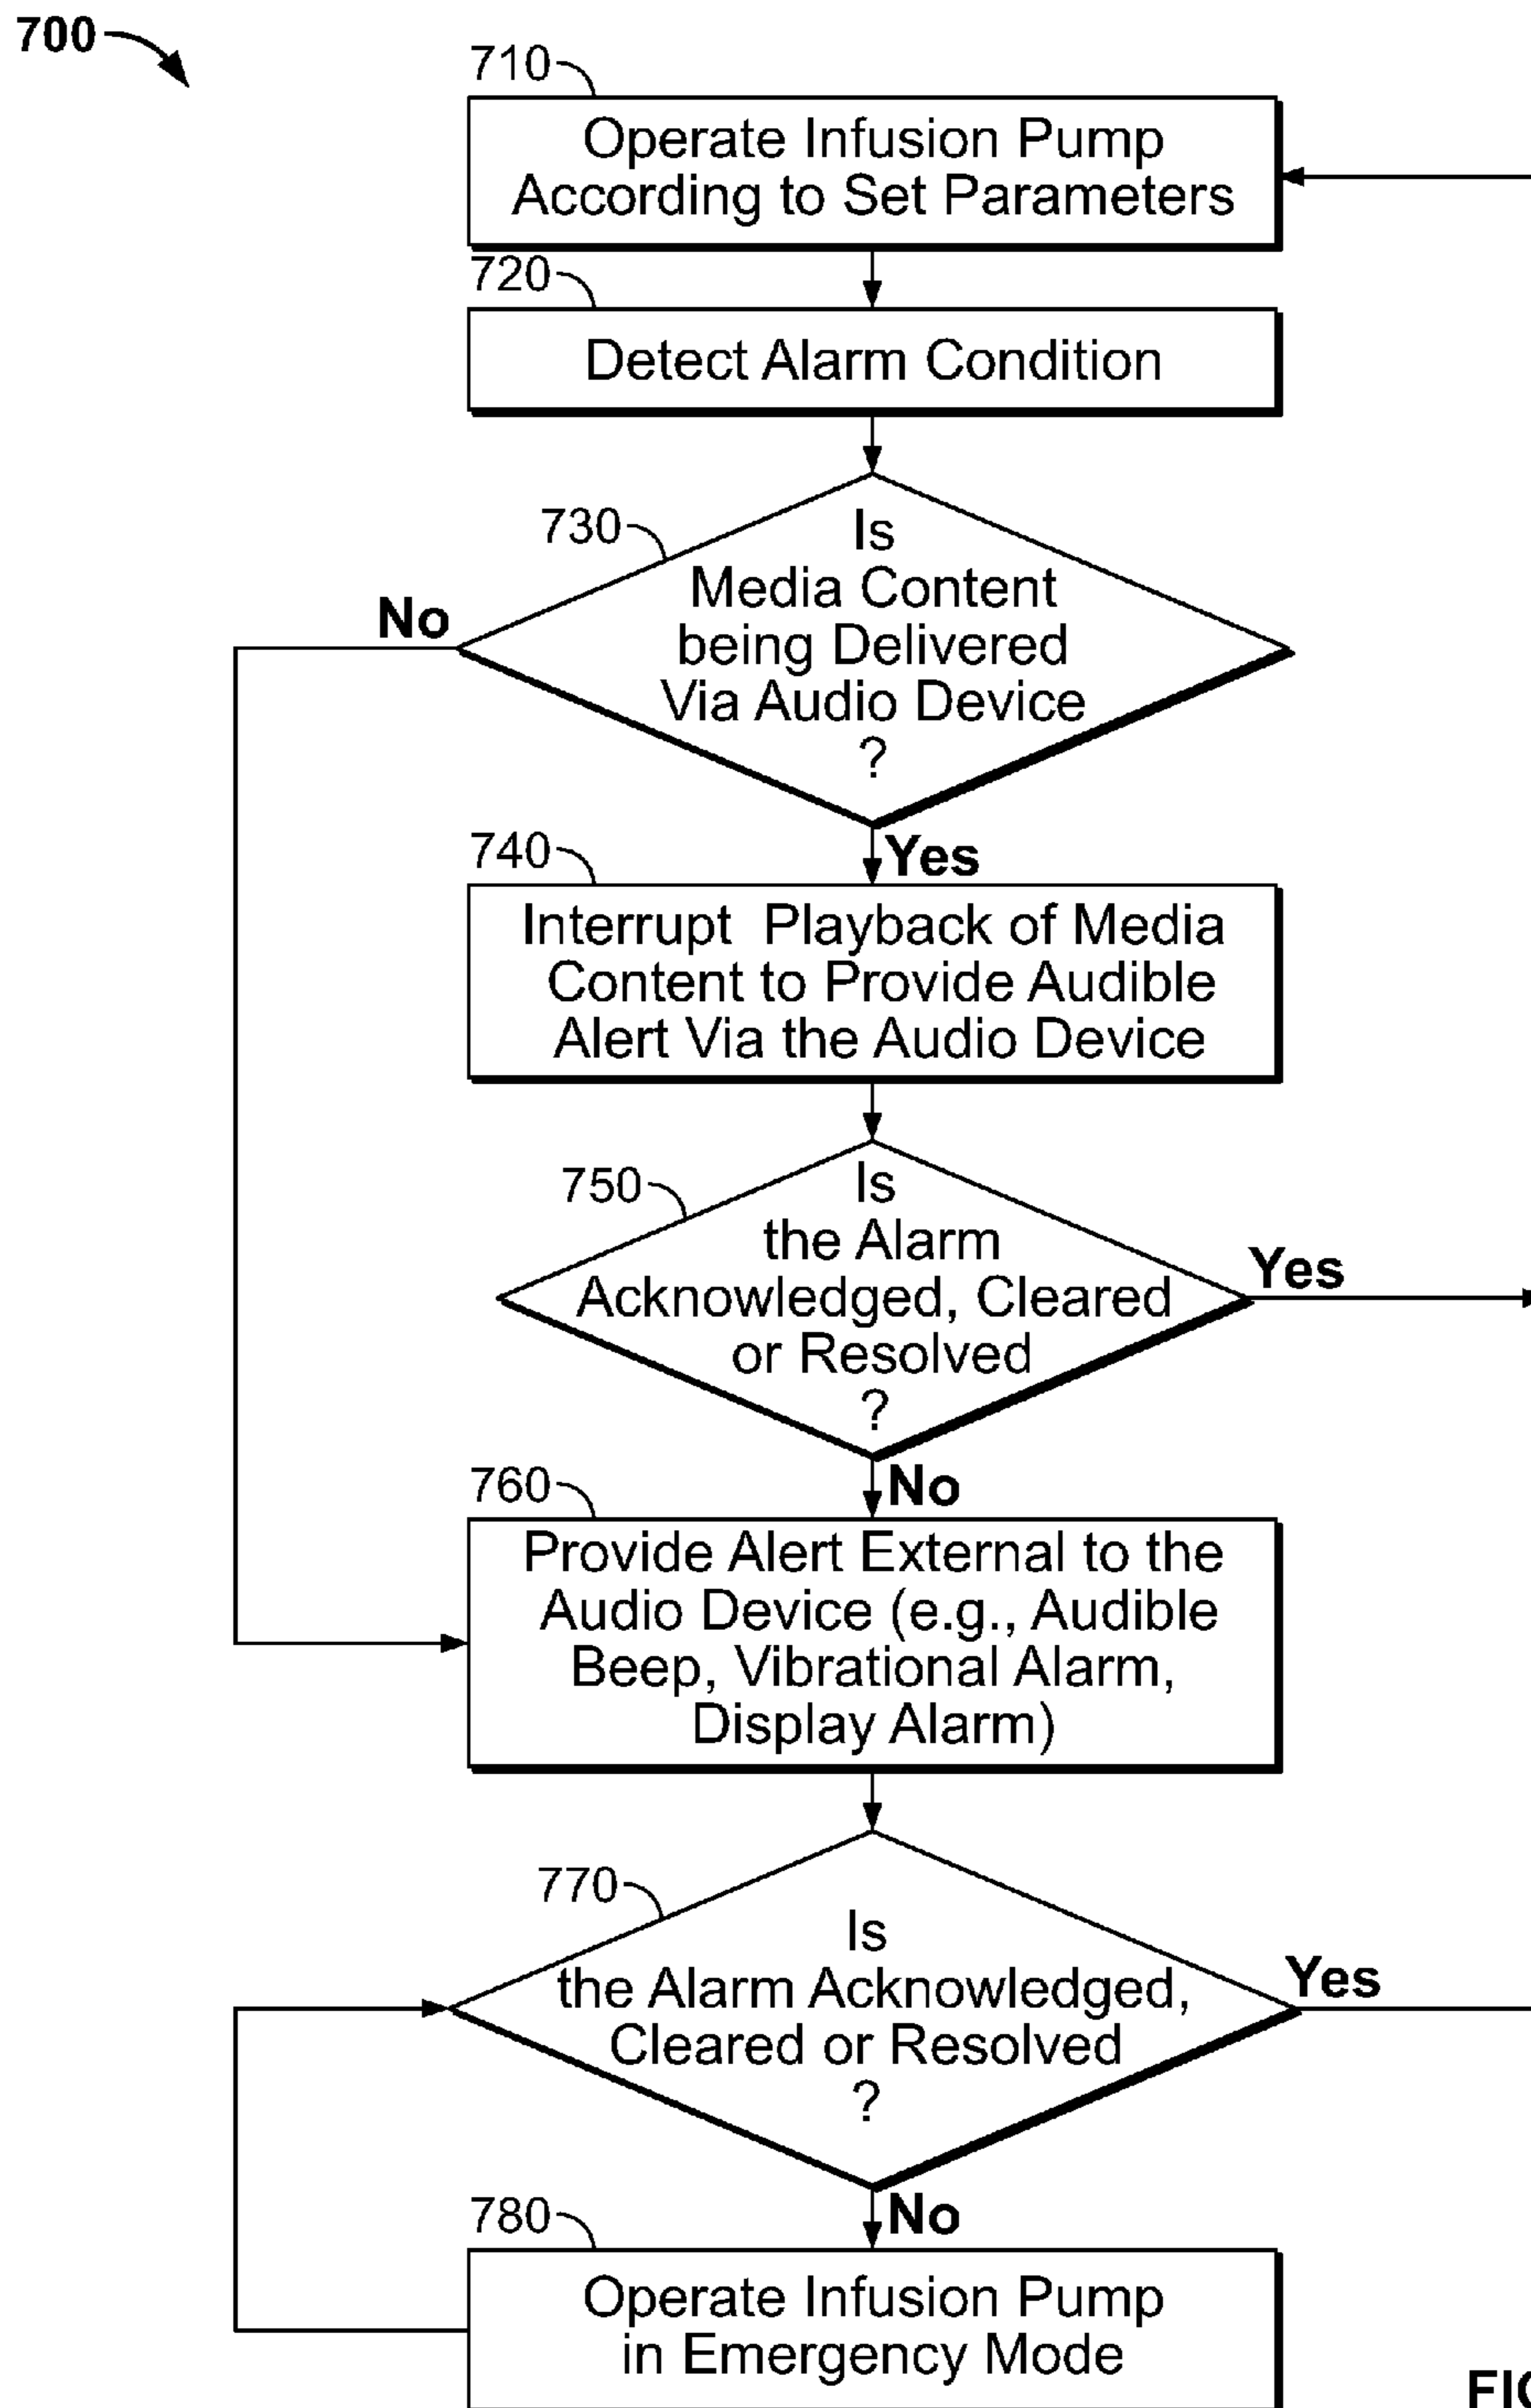 700
710
Operate Infusion Pump
According to Set Parameters
720
Detect Alarm Condition
730
Is
Media Content
being Delivered
Via Audio Device
?
No
Yes
740
Interrupt Playback of Media
Content to Provide Audible
Alert Via the Audio Device
750
Is
the Alarm
Acknowledged, Cleared
or Resolved
?
Yes
No
760
Provide Alert External to the
Audio Device (e.g., Audible
Beep, Vibrational Alarm,
Display Alarm)
770
Is
the Alarm Acknowledged,
Cleared or Resolved
?
Yes
No
780
Operate Infusion Pump
in Emergency Mode